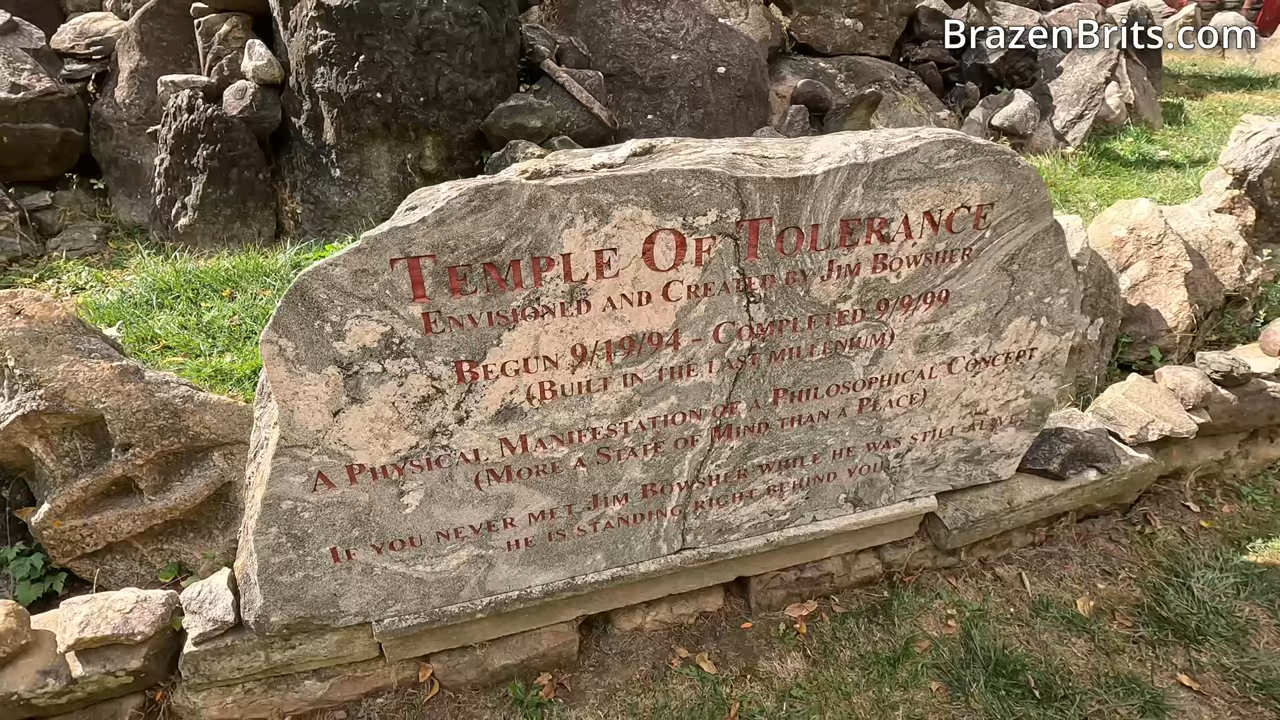 BrazenBrits.com
TEMPLE OF TOLERANCE
ENVISIONED AND CREATED BY JIM BOWSHER
BEGUN 9/19/94 - COMPLETED 9/9/99
(BUILT IN THE LAST MILLENIUM)
A PHYSICAL MANIFESTATION OF A PHILOSOPHICAL CONCEPT
(MORE A STATE OF MIND THAN A PLACE)
IF YOU NEVER MET JIM BOWSHER WHILE HE WAS STILL ALIVE,
HE IS STANDING RIGHT BEHIND YOU